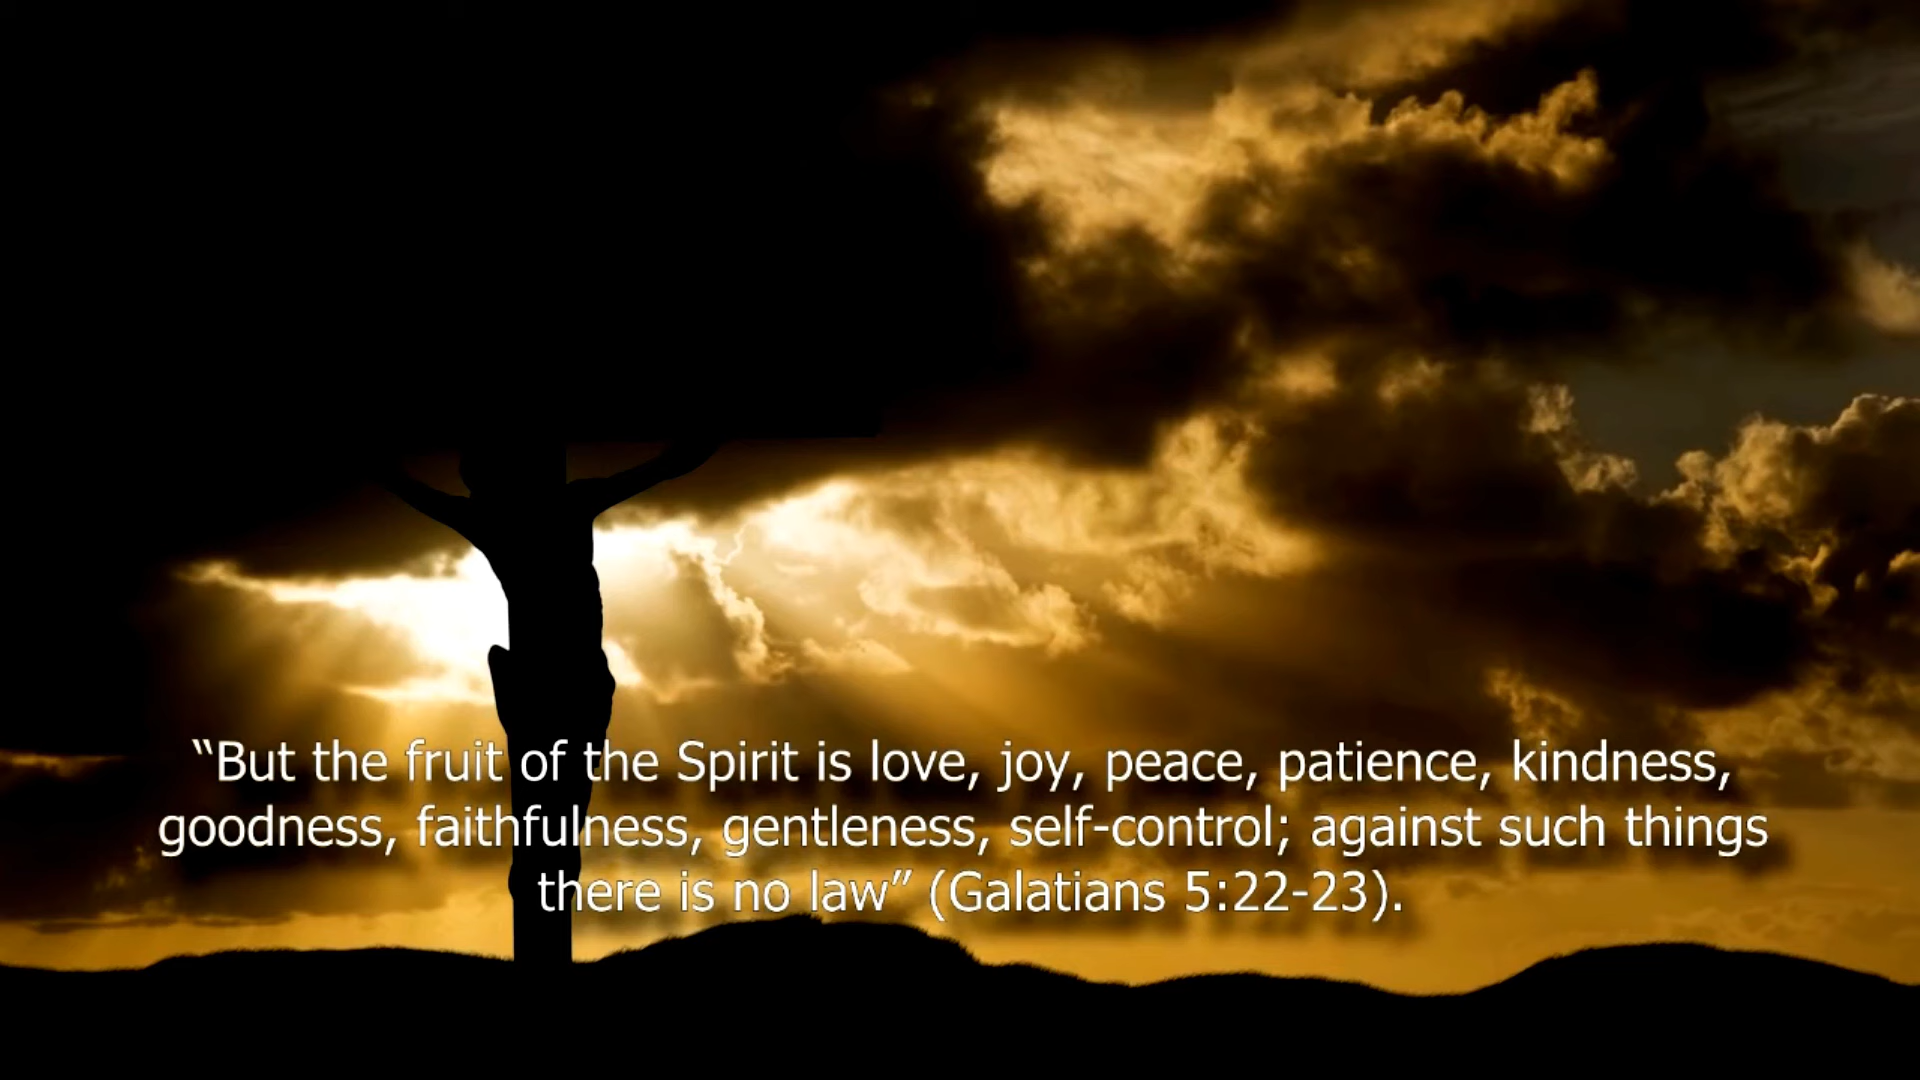 “But the fruit of the Spirit is love, joy, peace, patience, kindness,
goodness, faithfulness, gentleness, self-control; against such things
there is no law” (Galatians 5:22-23).